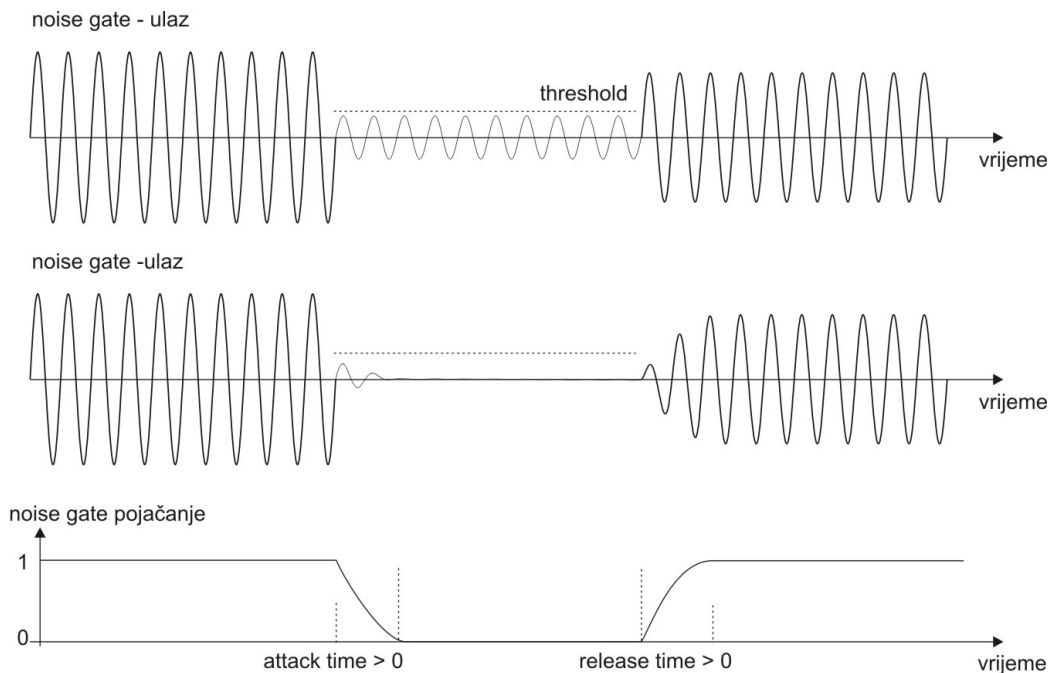 noise gate - ulaz
threshold
vrijeme
noise gate -ulaz
vrijeme
noise gate pojačanje
1
0
attack time > 0
release time > 0
vrijeme